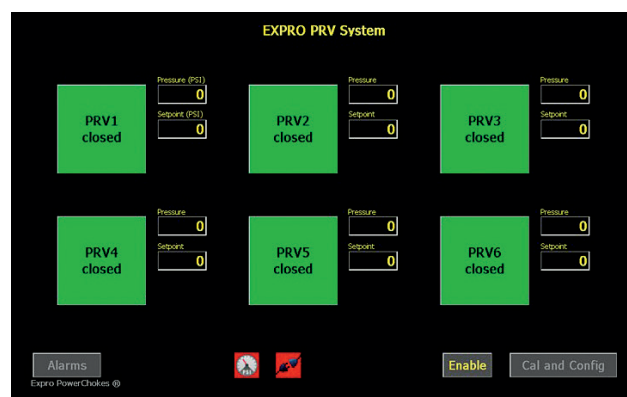 EXPRO PRV System
Pressure (PSI)
0
PRV1
closed
Setpoint (PSI)
0
Pressure
0
PRV2
closed
Setpoint
0
Pressure
0
PRV3
closed
Setpoint
0
Pressure
0
PRV4
closed
Setpoint
0
Pressure
0
PRV5
closed
Setpoint
0
Pressure
0
PRV6
closed
Setpoint
0
Alarms
PSI
Enable
Cal and Config
Expro PowerChokes ®